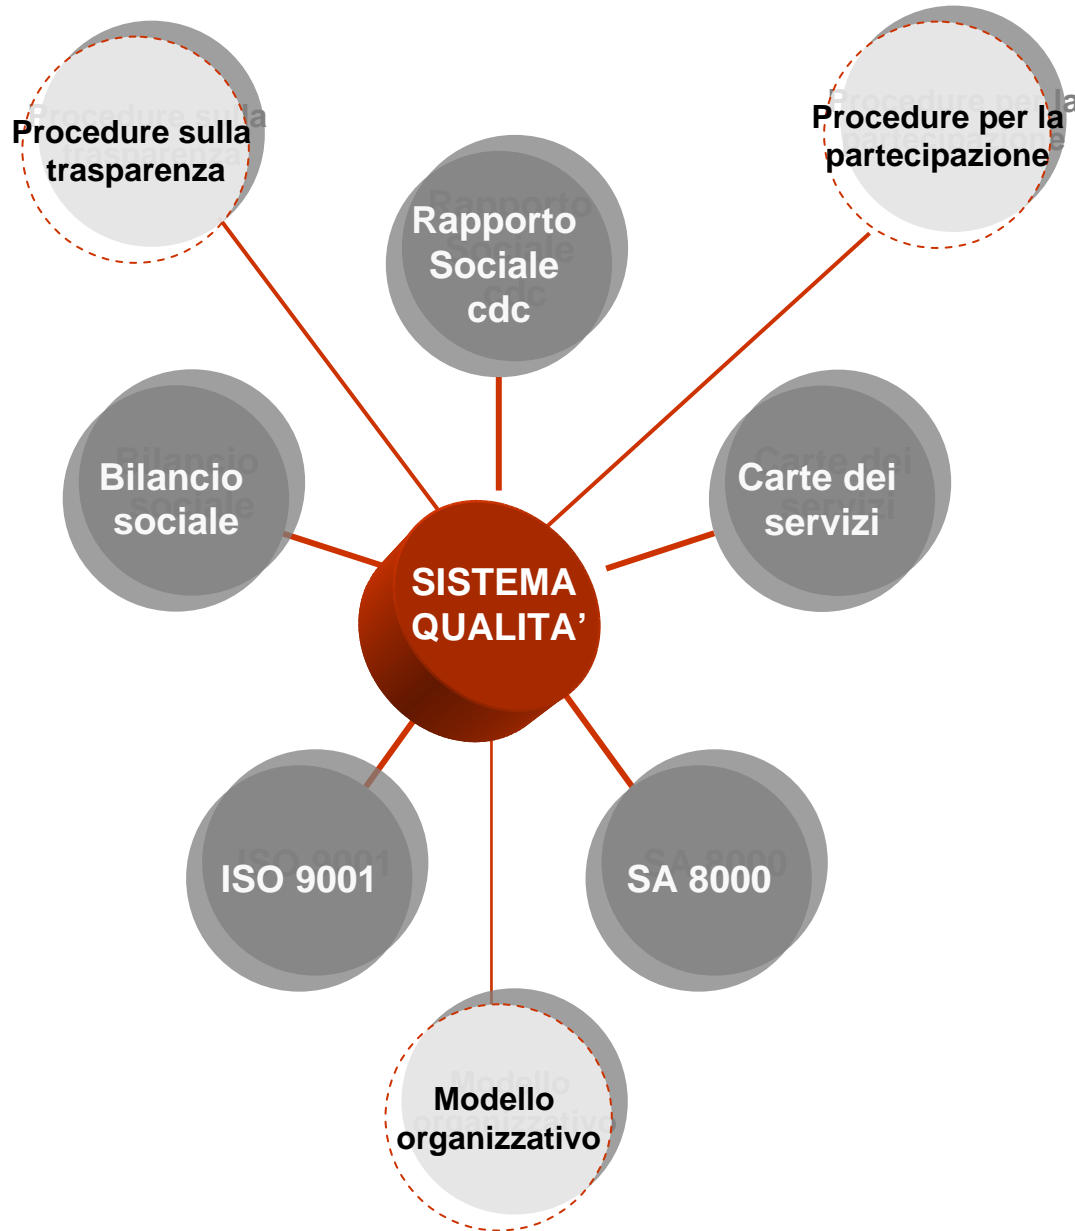 Procedure sulla
trasparenza
Procedure per la
partecipazione
Rapporto
Sociale
cdc
Bilancio
sociale
Carte dei
servizi
SISTEMA
QUALITA’
ISO 9001
SA 8000
Modello
organizzativo